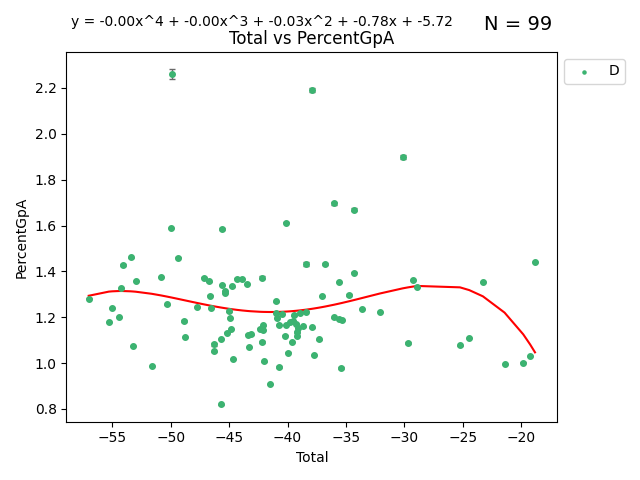 y = -0.00x^4 + -0.00x^3 + -0.03x^2 + -0.78x + -5.72
N = 99
Total vs PercentGpA
D
PercentGpA
2.2
2.0
1.8
1.6
1.4
1.2
1.0
0.8
−55 −50 −45 −40 −35 −30 −25 −20
Total